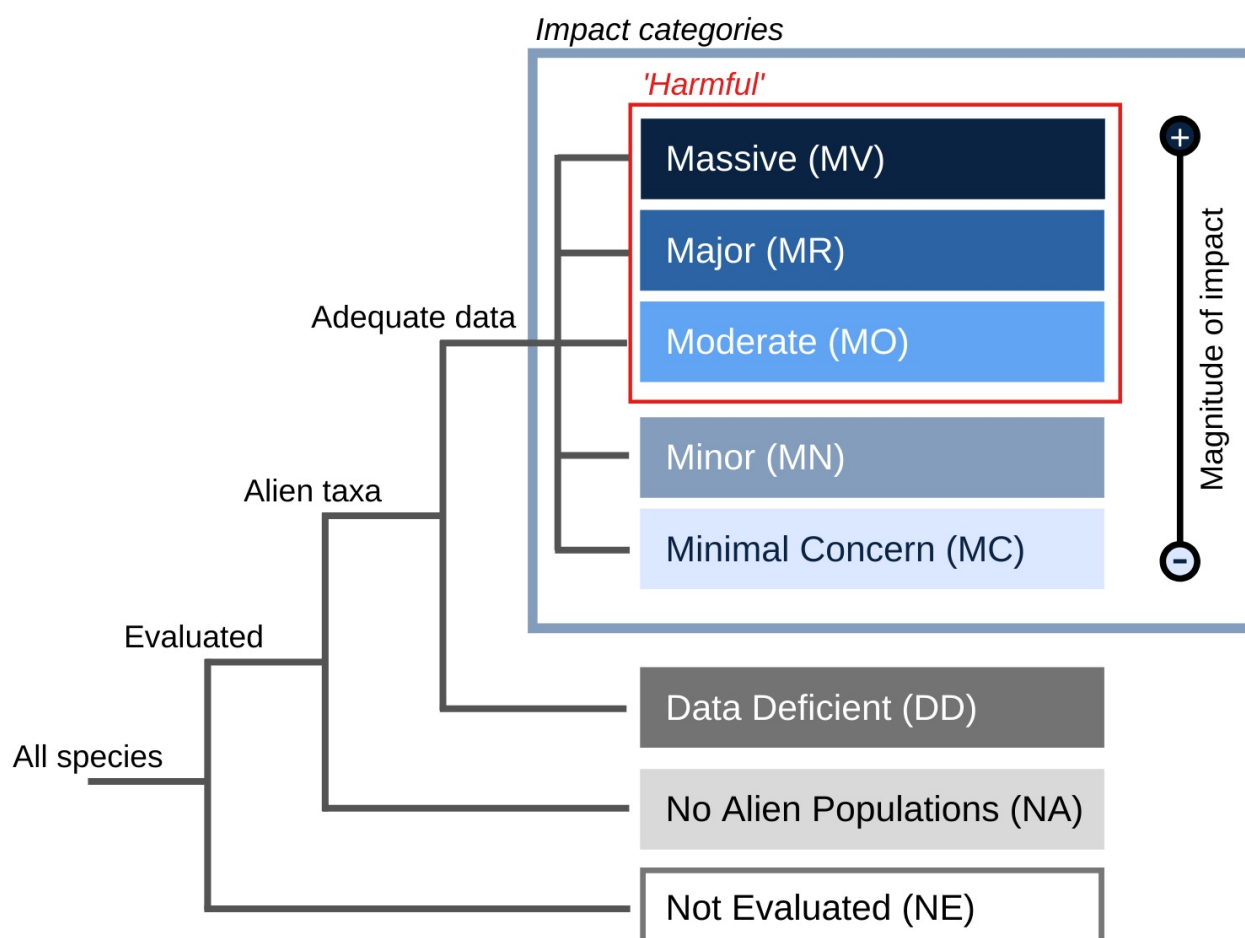 Impact categories
'Harmful'
Massive (MV)
+
Major (MR)
Magnitude of impact
Adequate data
Moderate (MO)
Minor (MN)
Alien taxa
Minimal Concern (MC)
-
Evaluated
Data Deficient (DD)
All species
No Alien Populations (NA)
Not Evaluated (NE)